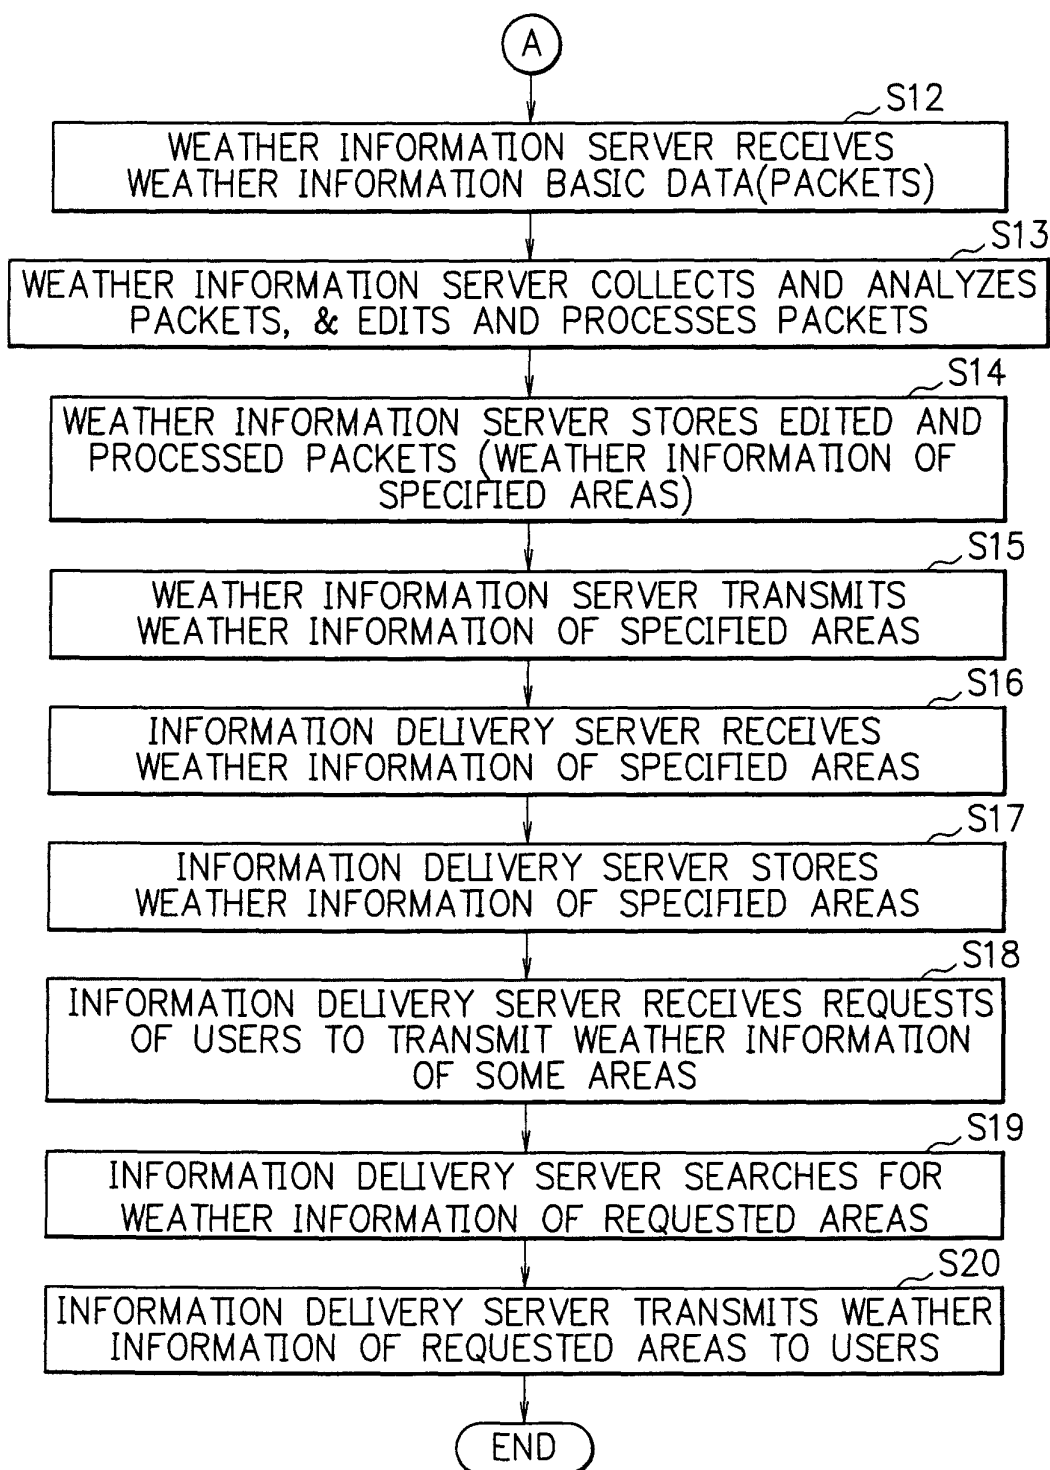 A
S12
WEATHER INFORMATION SERVER RECEIVES
WEATHER INFORMATION BASIC DATA(PACKETS)
S13
WEATHER INFORMATION SERVER COLLECTS AND ANALYZES
PACKETS, & EDITS AND PROCESSES PACKETS
S14
WEATHER INFORMATION SERVER STORES EDITED AND
PROCESSED PACKETS (WEATHER INFORMATION OF
SPECIFIED AREAS)
S15
WEATHER INFORMATION SERVER TRANSMITS
WEATHER INFORMATION OF SPECIFIED AREAS
S16
INFORMATION DELIVERY SERVER RECEIVES
WEATHER INFORMATION OF SPECIFIED AREAS
S17
INFORMATION DELIVERY SERVER STORES
WEATHER INFORMATION OF SPECIFIED AREAS
S18
INFORMATION DELIVERY SERVER RECEIVES REQUESTS
OF USERS TO TRANSMIT WEATHER INFORMATION
OF SOME AREAS
S19
INFORMATION DELIVERY SERVER SEARCHES FOR
WEATHER INFORMATION OF REQUESTED AREAS
S20
INFORMATION DELIVERY SERVER TRANSMITS WEATHER
INFORMATION OF REQUESTED AREAS TO USERS
END